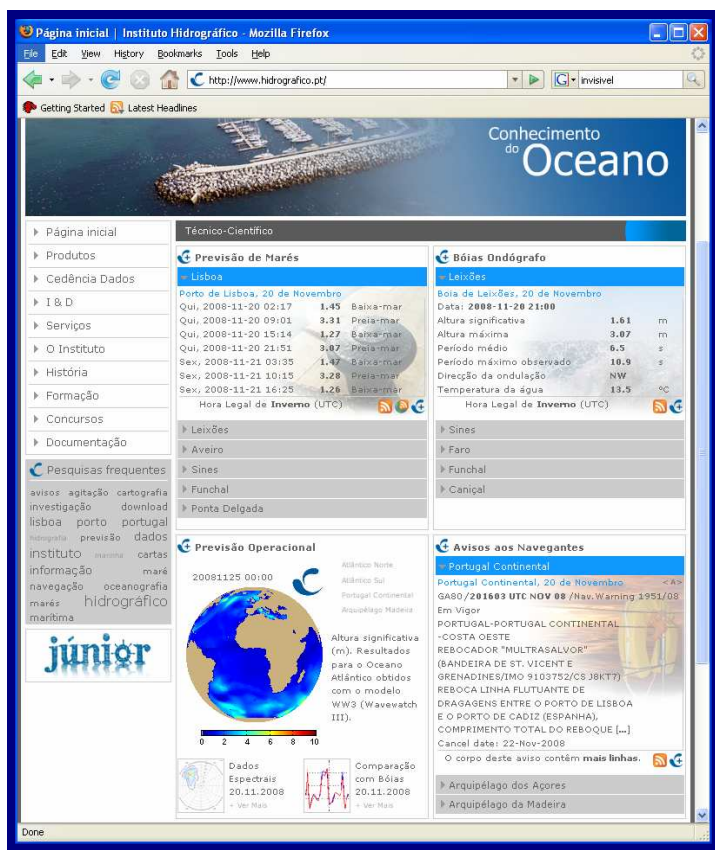 Página inicial | Instituto Hidrográfico - Mozilla Firefox
File Edit View History Bookmarks Tools Help
http://www.hidrografico.pt/
G invisivel
Getting Started Latest Headlines
Conhecimento
do Oceano
Página inicial
Produtos
Cedência Dados
I & D
Serviços
O Instituto
História
Formação
Concursos
Documentação
Pesquisas frequentes
avisos agitação cartografia
investigação download
lisboa porto portugal
hidrografia previsão dados
instituto marinha cartas
informação maré
navegação oceanografia
marés hidrográfico
marítima
júnior
Técnico-Científico
Previsão de Marés
Lisboa
Porto de Lisboa, 20 de Novembro
Qui, 2008-11-20 02:17 1.45 Baixa-mar
Qui, 2008-11-20 09:01 3.31 Preia-mar
Qui, 2008-11-20 15:14 1.27 Baixa-mar
Qui, 2008-11-20 21:51 3.07 Preia-mar
Sex, 2008-11-21 03:35 1.47 Baixa-mar
Sex, 2008-11-21 10:15 3.28 Preia-mar
Sex, 2008-11-21 16:25 1.26 Baixa-mar
Hora Legal de Inverno (UTC)
Leixões
Aveiro
Sines
Funchal
Ponta Delgada
Bóias Ondógrafo
Leixões
Boia de Leixões, 20 de Novembro
Data: 2008-11-20 21:00
Altura significativa 1.61 m
Altura máxima 3.07 m
Período médio 6.5 s
Período máximo observado 10.9 s
Direcção da ondulação NW
Temperatura da água 13.5 ºC
Hora Legal de Inverno (UTC)
Sines
Faro
Funchal
Caniçal
Previsão Operacional
20081125 00:00
Atlântico Norte
Atlântico Sul
Portugal Continental
Arquipélago Madeira
Altura significativa
(m). Resultados
para o Oceano
Atlântico obtidos
com o modelo
WW3 (Wavewatch
III).
0 2 4 6 8 10
Dados
Espectrais
20.11.2008
+ Ver Mais
Comparação
com Bóias
20.11.2008
+ Ver Mais
Avisos aos Navegantes
Portugal Continental
Portugal Continental, 20 de Novembro <A>
GA80 /201603 UTC NOV 08 /Nav.Warning 1951/08
Em Vigor
PORTUGAL-PORTUGAL CONTINENTAL
-COSTA OESTE
REBOCADOR "MULTRASALVOR"
(BANDEIRA DE ST. VICENT E
GRENADINES/IMO 9103752/CS J8KT7)
REBOCA LINHA FLUTUANTE DE
DRAGAGENS ENTRE O PORTO DE LISBOA
E O PORTO DE CADIZ (ESPANHA),
COMPRIMENTO TOTAL DO REBOQUE [...]
Cancel date: 22-Nov-2008
O corpo deste aviso contêm mais linhas.
Arquipélago dos Açores
Arquipélago da Madeira
Done